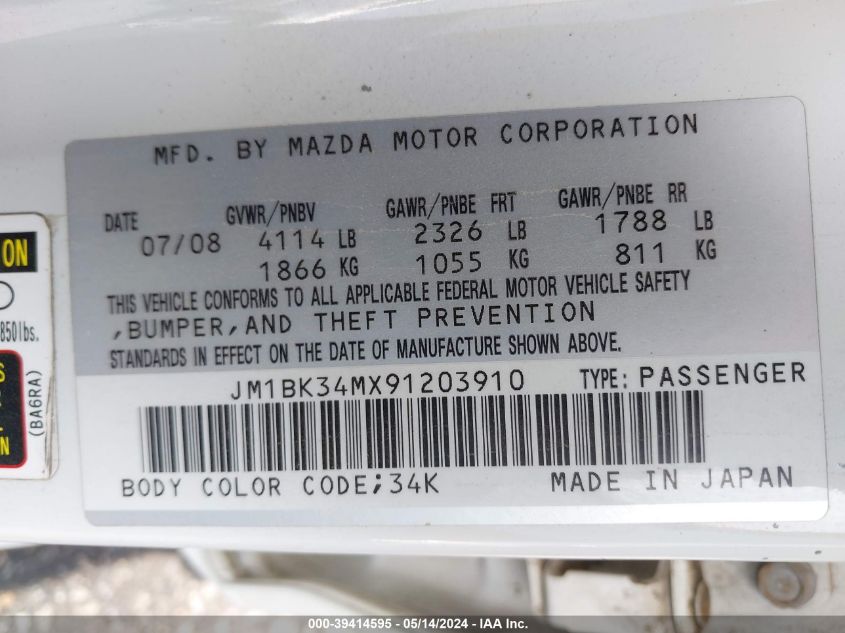 MFD. BY MAZDA MOTOR CORPORATION
DATE GVWR/PNBV GAWR/PNBE FRT GAWR/PNBE RR
07/08 4114 LB 2326 LB 1788 LB
1866 KG 1055 KG 811 KG
THIS VEHICLE CONFORMS TO ALL APPLICABLE FEDERAL MOTOR VEHICLE SAFETY
,BUMPER,AND THEFT PREVENTION
STANDARDS IN EFFECT ON THE DATE OF MANUFACTURE SHOWN ABOVE.
JM1BK34MX91203910 TYPE: PASSENGER
BODY COLOR CODE;34K MADE IN JAPAN
ON
850lbs.
(BA6RA)
000-39414595 - 05/14/2024 - IAA Inc.